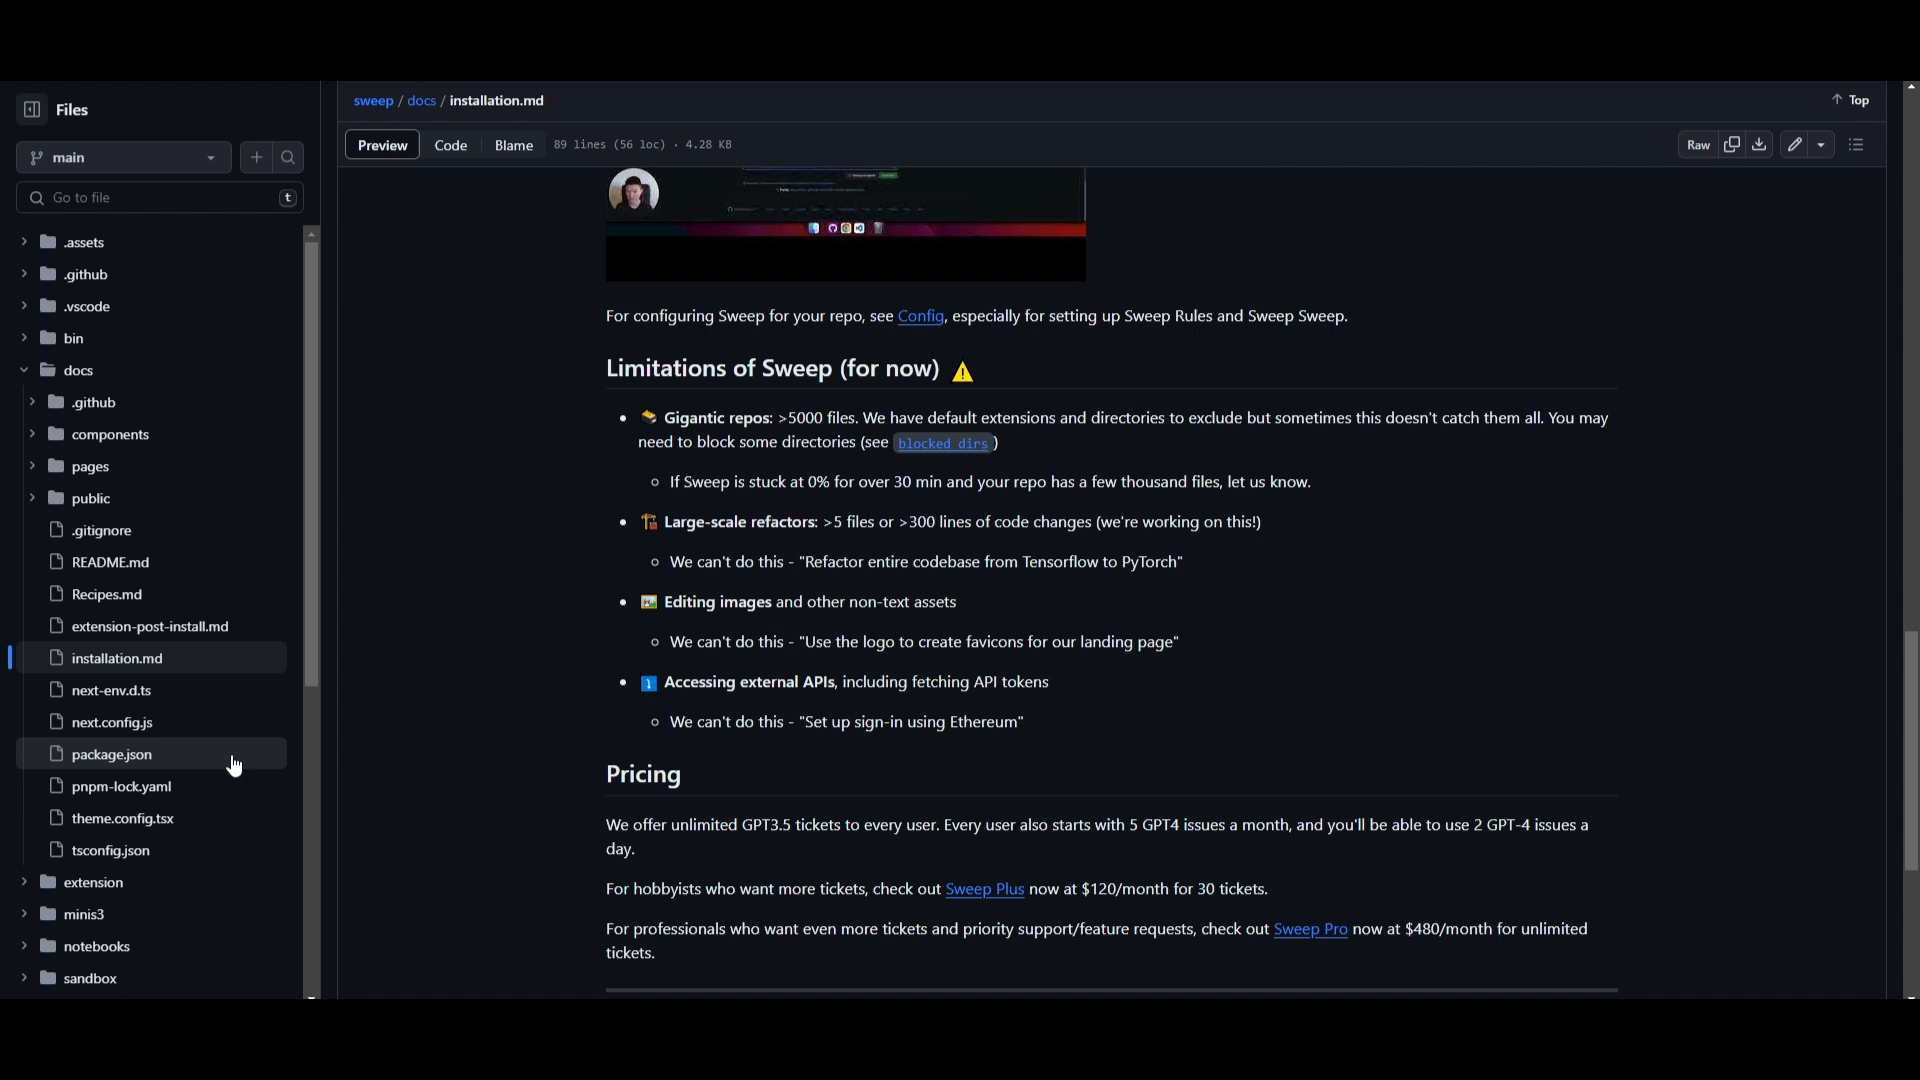 Files
main
Go to file
t
.assets
.github
.vscode
bin
docs
.github
components
pages
public
.gitignore
README.md
Recipes.md
extension-post-install.md
installation.md
next-env.d.ts
next.config.js
package.json
pnpm-lock.yaml
theme.config.tsx
tsconfig.json
extension
minis3
notebooks
sandbox
sweep / docs / installation.md
Top
Preview Code Blame 89 lines (56 loc) · 4.28 KB
Raw
For configuring Sweep for your repo, see Config, especially for setting up Sweep Rules and Sweep Sweep.
Limitations of Sweep (for now) ⚠️
Gigantic repos: >5000 files. We have default extensions and directories to exclude but sometimes this doesn't catch them all. You may
need to block some directories (see blocked_dirs)
If Sweep is stuck at 0% for over 30 min and your repo has a few thousand files, let us know.
Large-scale refactors: >5 files or >300 lines of code changes (we're working on this!)
We can't do this - "Refactor entire codebase from Tensorflow to PyTorch"
Editing images and other non-text assets
We can't do this - "Use the logo to create favicons for our landing page"
Accessing external APIs, including fetching API tokens
We can't do this - "Set up sign-in using Ethereum"
Pricing
We offer unlimited GPT3.5 tickets to every user. Every user also starts with 5 GPT4 issues a month, and you'll be able to use 2 GPT-4 issues a
day.
For hobbyists who want more tickets, check out Sweep Plus now at $120/month for 30 tickets.
For professionals who want even more tickets and priority support/feature requests, check out Sweep Pro now at $480/month for unlimited
tickets.